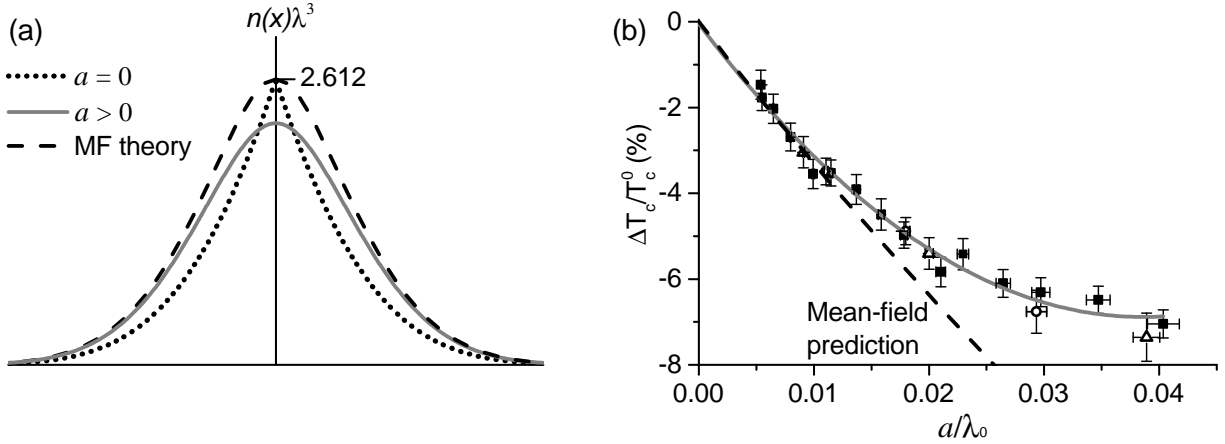 (a)
n(x)λ³
a = 0
a > 0
MF theory
2.612
(b)
0
-2
-4
-6
-8
ΔT_c/T_c^0 (%)
Mean-field
prediction
0.00 0.01 0.02 0.03 0.04
a/λ₀